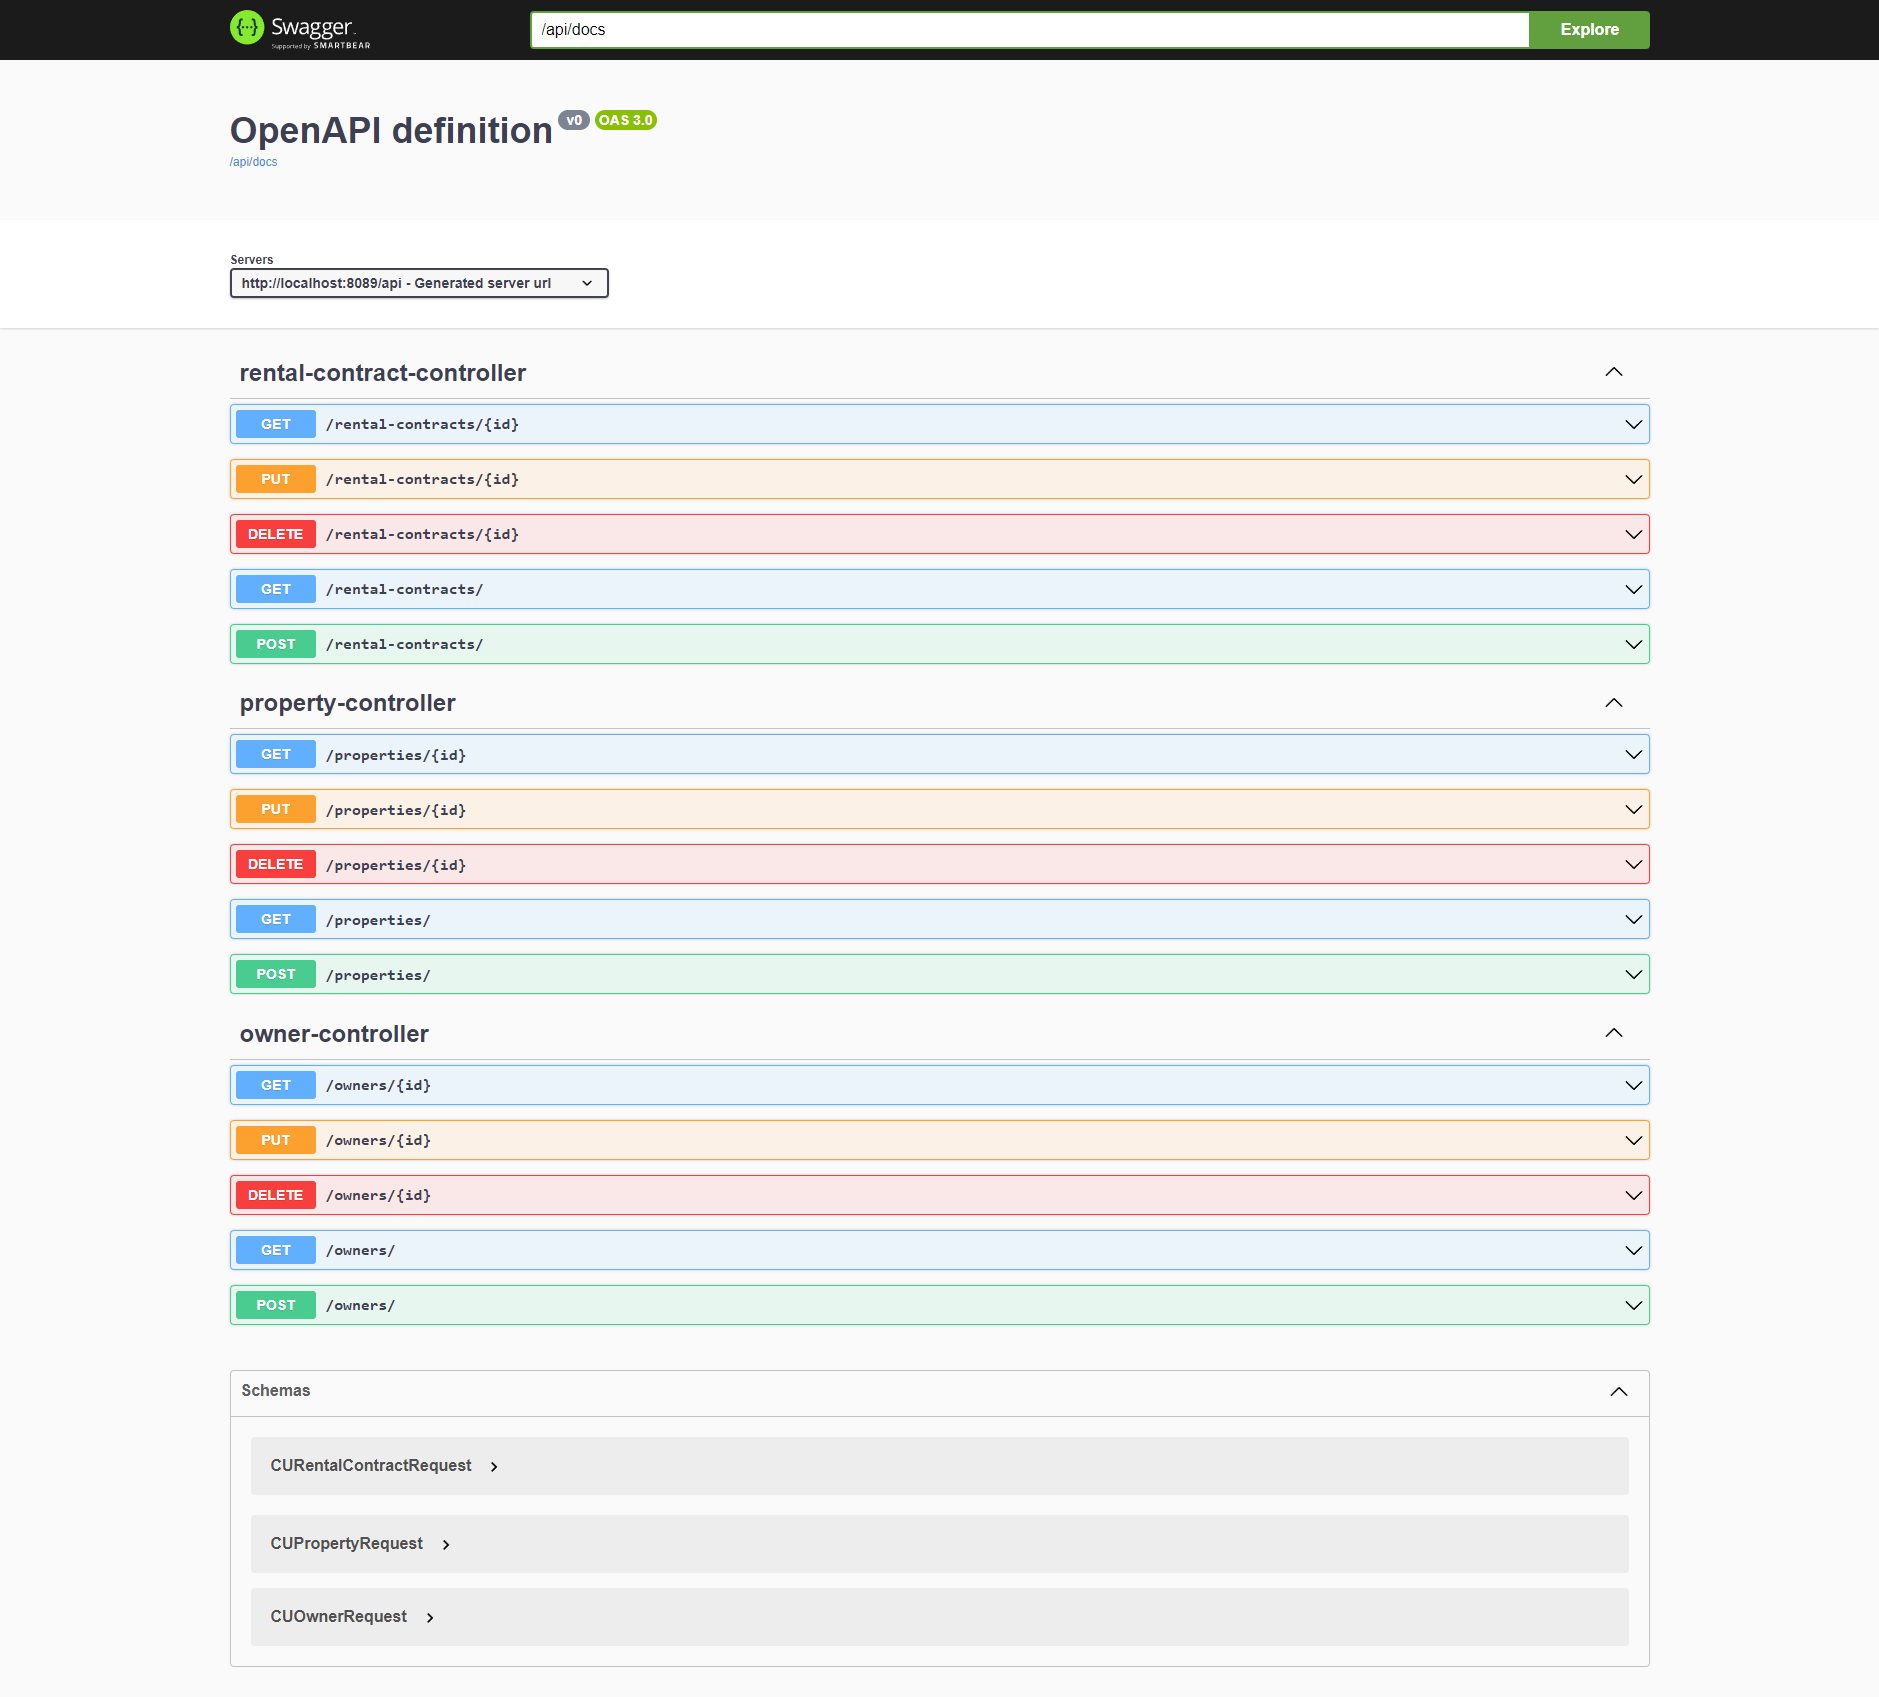 Swagger.
Supported by SMARTBEAR
/api/docs
Explore
OpenAPI definition v0 OAS 3.0
/api/docs
Servers
http://localhost:8089/api - Generated server url
rental-contract-controller
GET /rental-contracts/{id}
PUT /rental-contracts/{id}
DELETE /rental-contracts/{id}
GET /rental-contracts/
POST /rental-contracts/
property-controller
GET /properties/{id}
PUT /properties/{id}
DELETE /properties/{id}
GET /properties/
POST /properties/
owner-controller
GET /owners/{id}
PUT /owners/{id}
DELETE /owners/{id}
GET /owners/
POST /owners/
Schemas
CURentalContractRequest
CUPropertyRequest
CUOwnerRequest